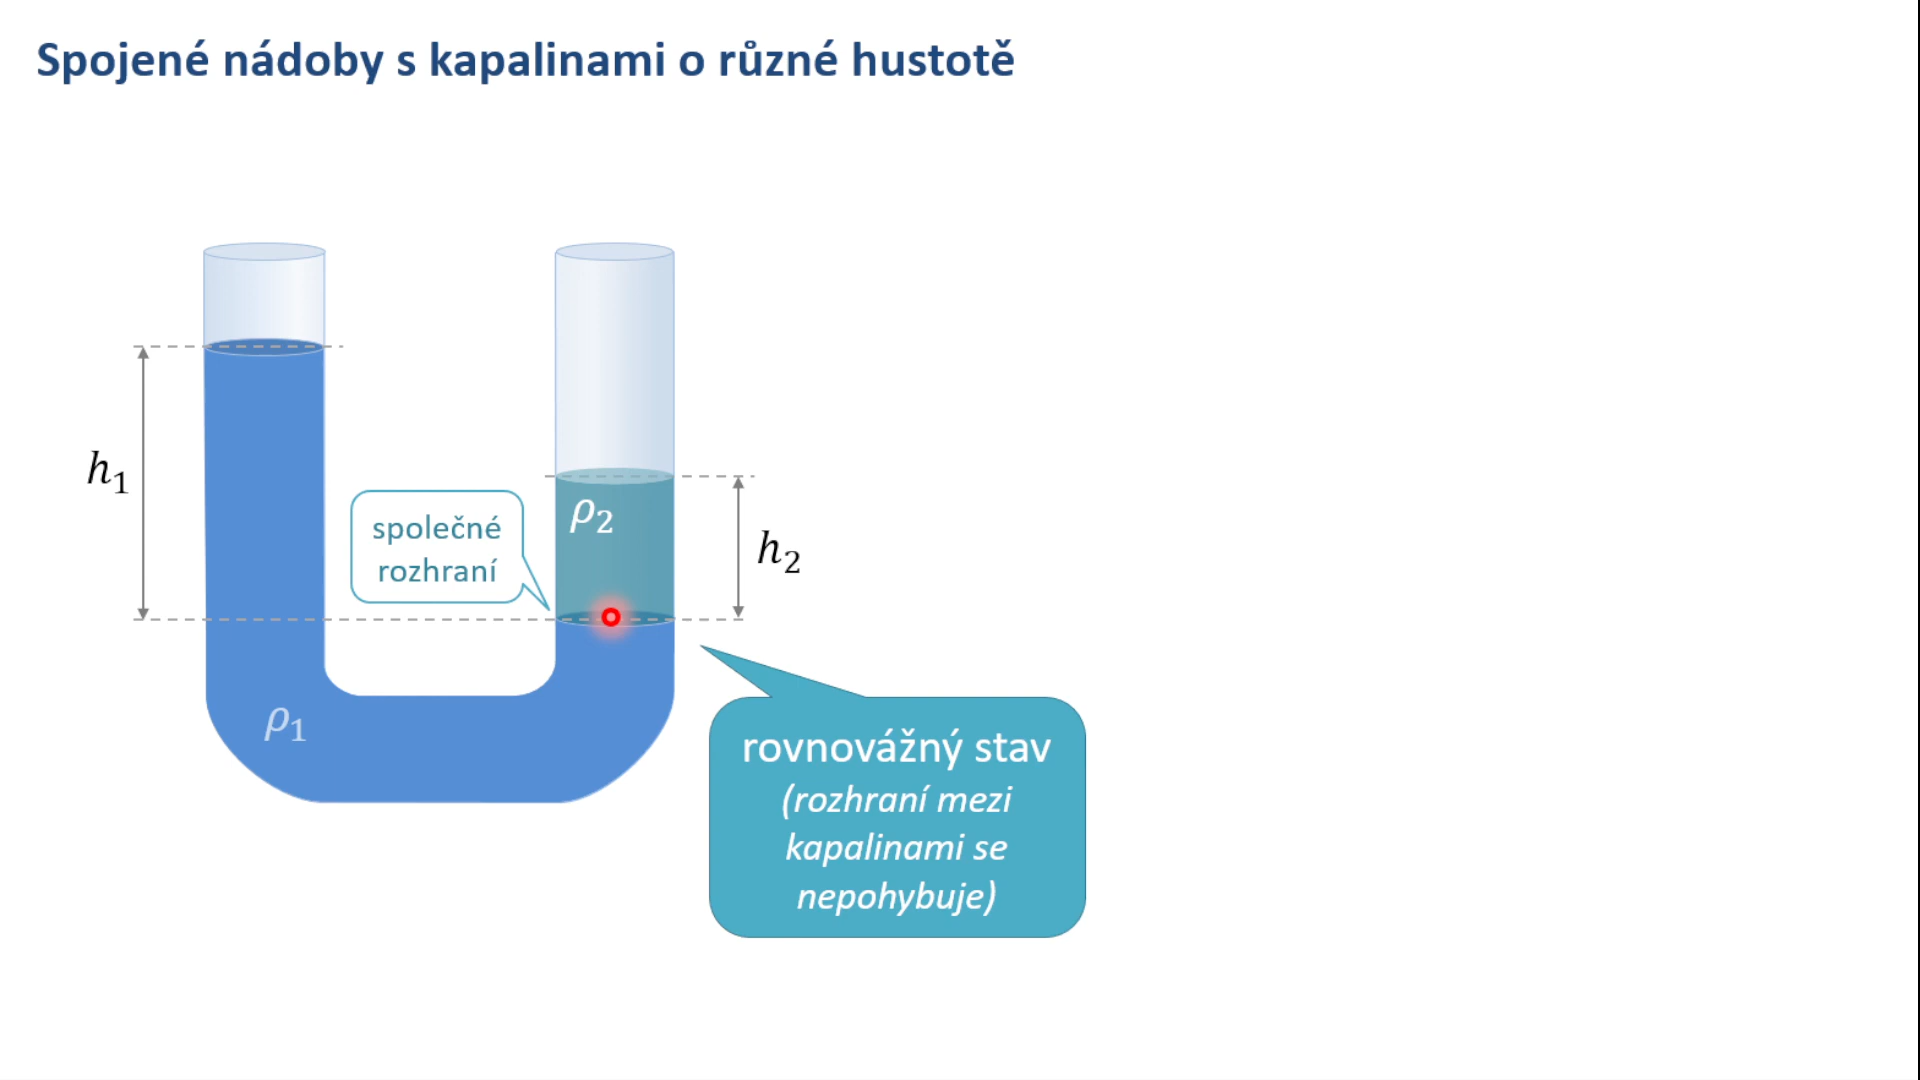 Spojené nádoby s kapalinami o různé hustotě
h₁
společné
rozhraní
ρ₂
h₂
ρ₁
rovnovážný stav
(rozhraní mezi
kapalinami se
nepohybuje)